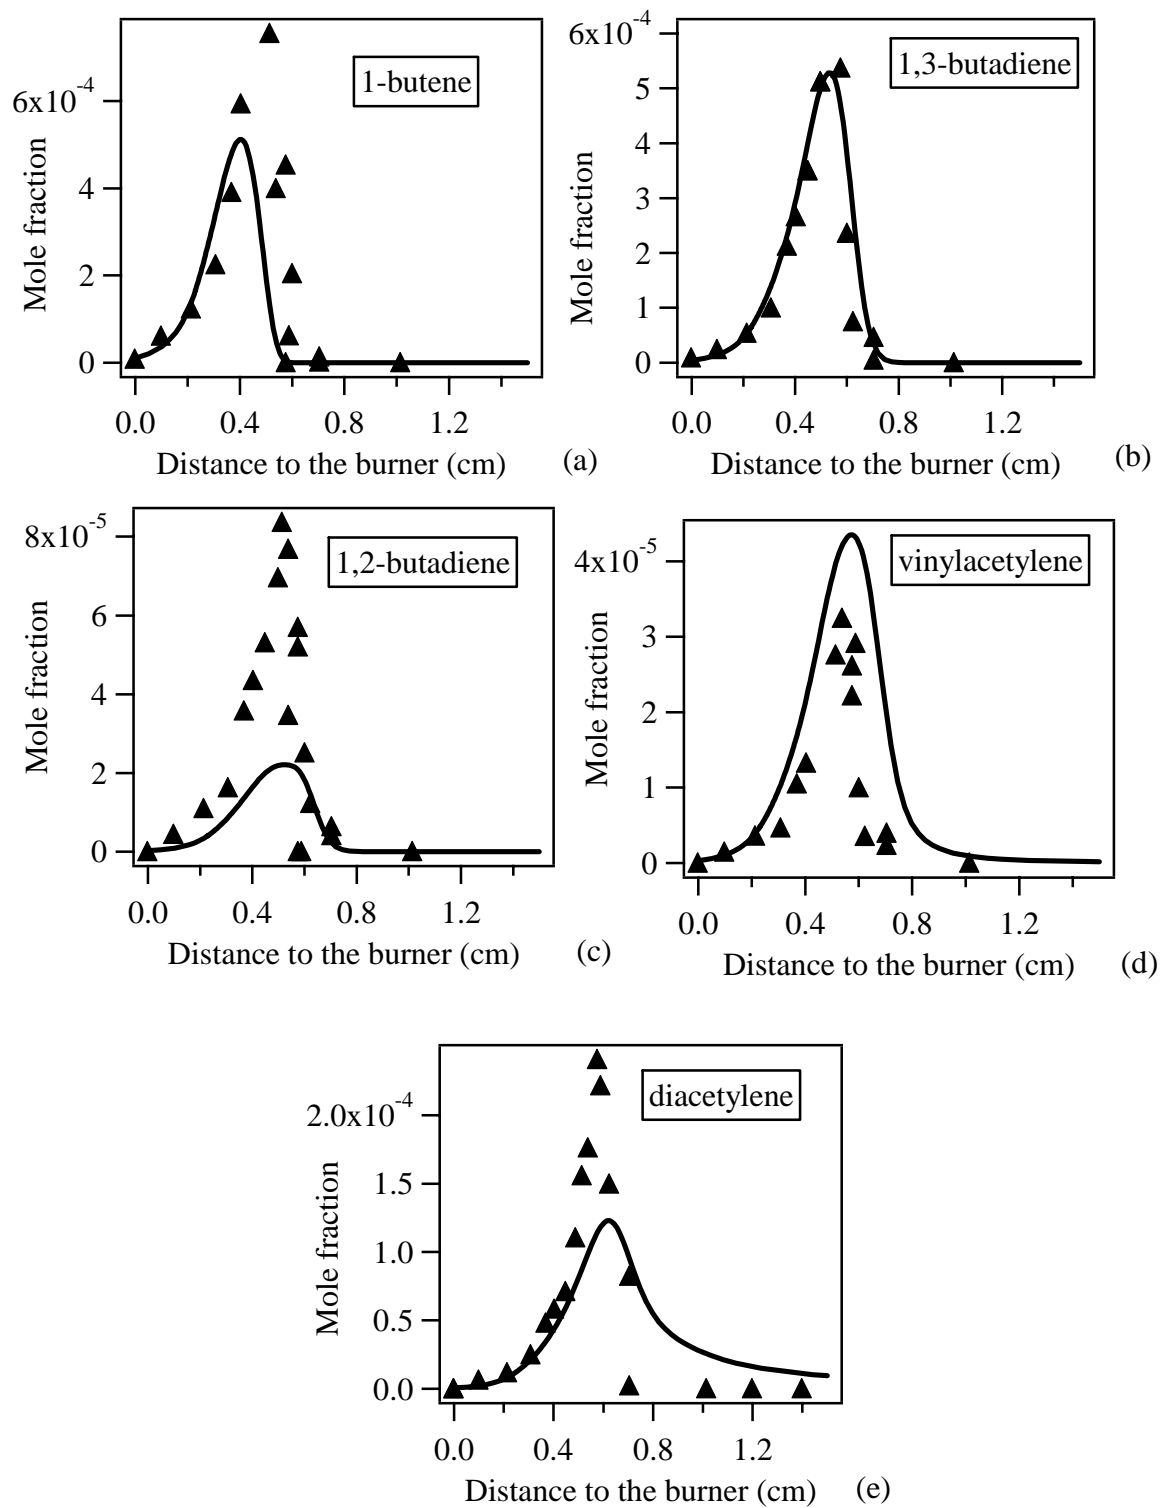 1-butene
6x10-4
4
2
0
Mole fraction
0.0 0.4 0.8 1.2
Distance to the burner (cm)
(a)
1,3-butadiene
6x10-4
5
4
3
2
1
0
Mole fraction
0.0 0.4 0.8 1.2
Distance to the burner (cm)
(b)
1,2-butadiene
8x10-5
6
4
2
0
Mole fraction
0.0 0.4 0.8 1.2
Distance to the burner (cm)
(c)
vinylacetylene
4x10-5
3
2
1
0
Mole fraction
0.0 0.4 0.8 1.2
Distance to the burner (cm)
(d)
diacetylene
2.0x10-4
1.5
1.0
0.5
0.0
Mole fraction
0.0 0.4 0.8 1.2
Distance to the burner (cm)
(e)